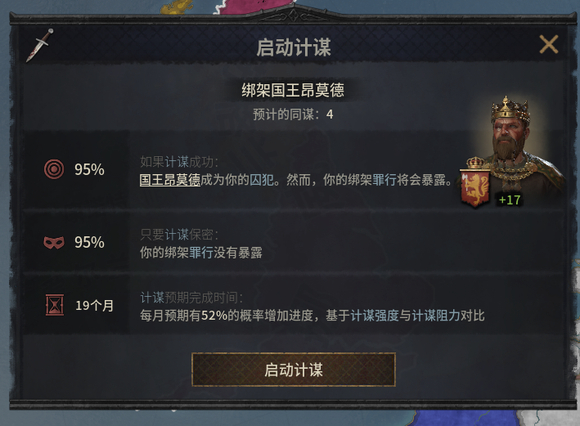 启动计谋
绑架国王昂莫德
预计的同谋：4
95%
如果计谋成功：
国王昂莫德成为你的囚犯。然而，你的绑架罪行将会暴露。
+17
95%
只要计谋保密：
你的绑架罪行没有暴露
19个月
计谋预期完成时间：
每月预期有52%的概率增加进度，基于计谋强度与计谋阻力对比
启动计谋